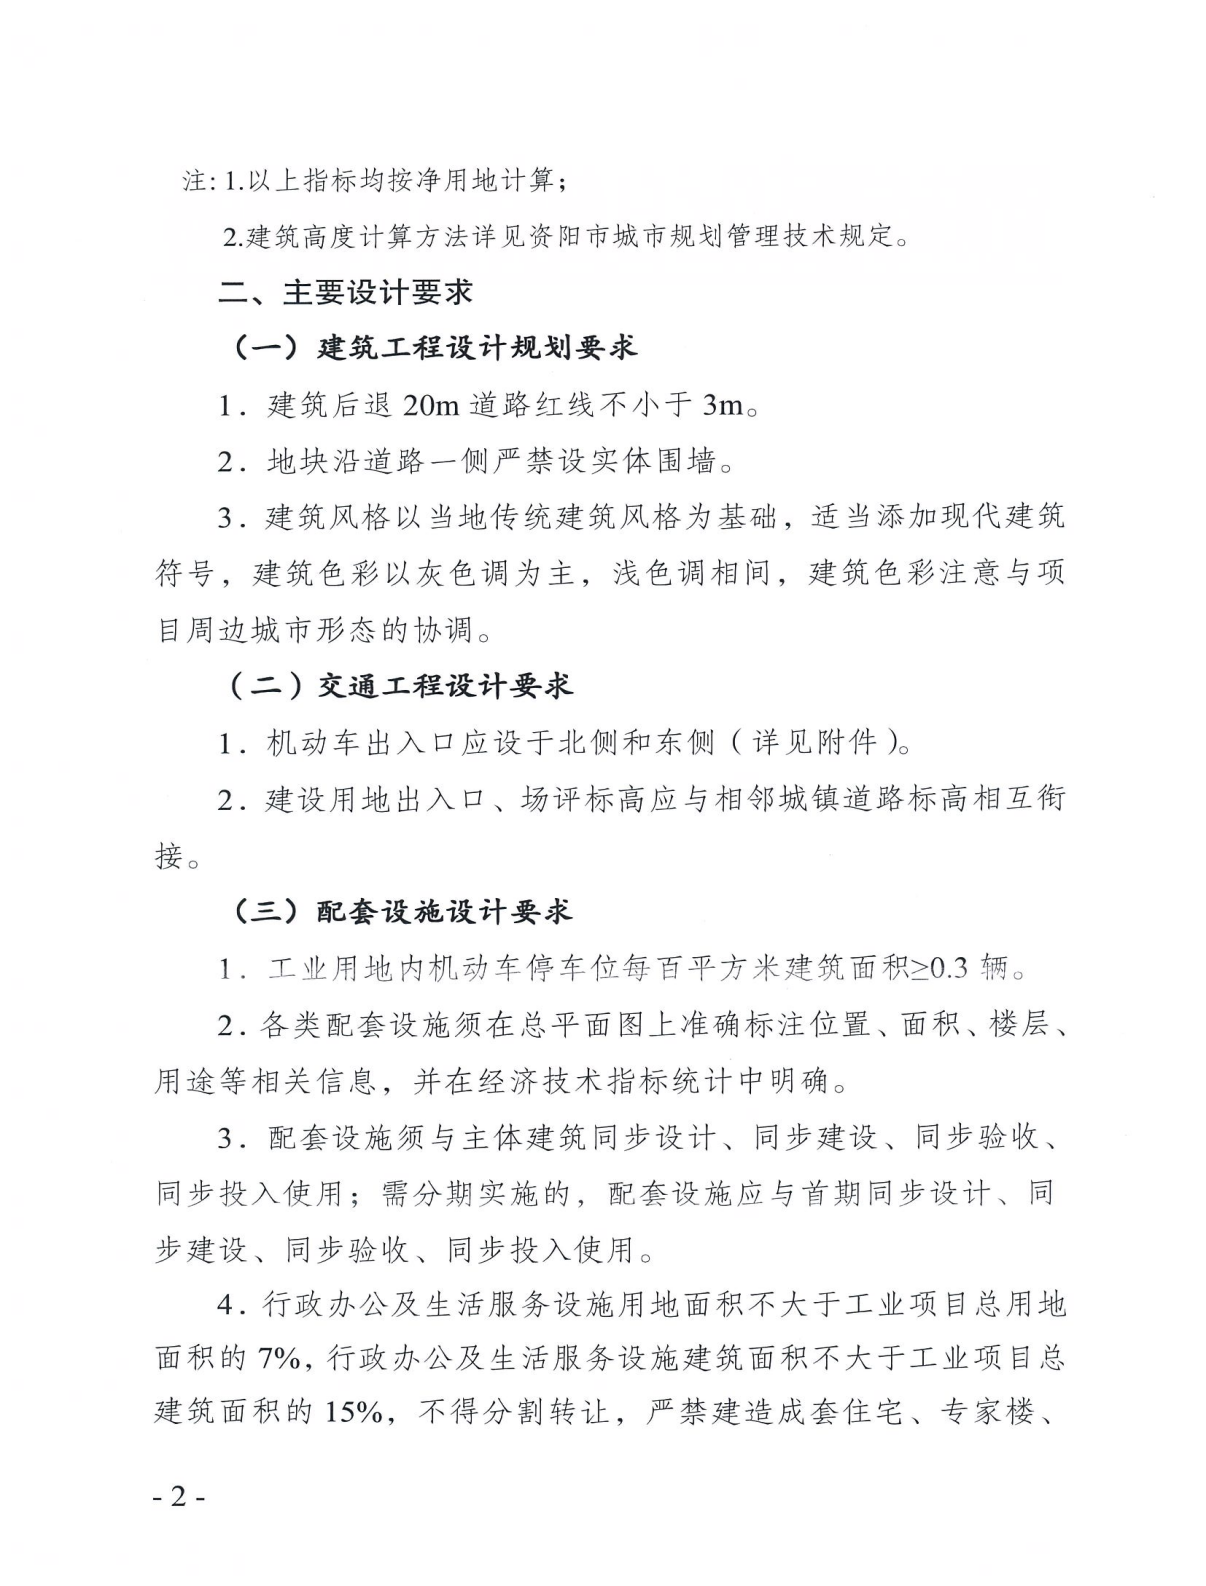 注: 1.以上指标均按净用地计算；
2.建筑高度计算方法详见资阳市城市规划管理技术规定。
二、主要设计要求
（一）建筑工程设计规划要求
1．建筑后退 20m 道路红线不小于 3m。
2．地块沿道路一侧严禁设实体围墙。
3．建筑风格以当地传统建筑风格为基础，适当添加现代建筑
符号，建筑色彩以灰色调为主，浅色调相间，建筑色彩注意与项
目周边城市形态的协调。
（二）交通工程设计要求
1．机动车出入口应设于北侧和东侧（详见附件）。
2．建设用地出入口、场评标高应与相邻城镇道路标高相互衔
接。
（三）配套设施设计要求
1．工业用地内机动车停车位每百平方米建筑面积≥0.3 辆。
2．各类配套设施须在总平面图上准确标注位置、面积、楼层、
用途等相关信息，并在经济技术指标统计中明确。
3．配套设施须与主体建筑同步设计、同步建设、同步验收、
同步投入使用；需分期实施的，配套设施应与首期同步设计、同
步建设、同步验收、同步投入使用。
4．行政办公及生活服务设施用地面积不大于工业项目总用地
面积的 7%，行政办公及生活服务设施建筑面积不大于工业项目总
建筑面积的 15%，不得分割转让，严禁建造成套住宅、专家楼、
- 2 -